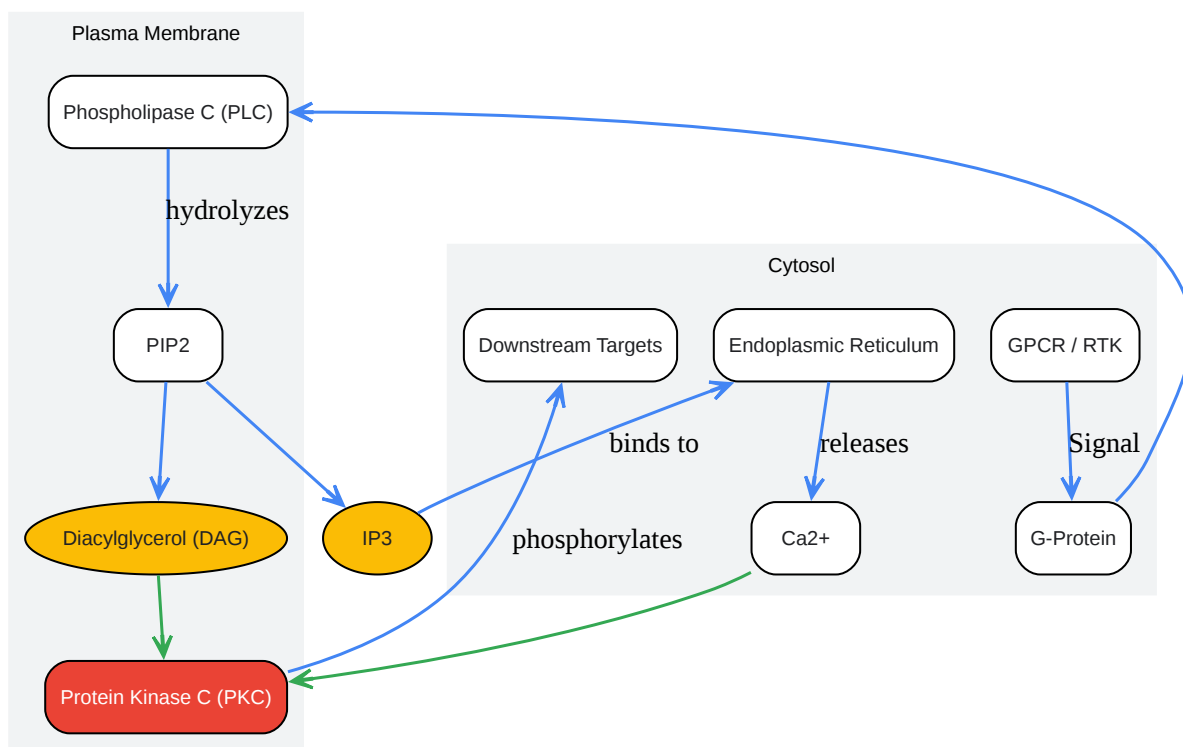 Plasma Membrane
Phospholipase C (PLC)
hydrolyzes
Cytosol
PIP2
Downstream Targets
Endoplasmic Reticulum
GPCR / RTK
binds to
releases
Signal
Diacylglycerol (DAG)
IP3
phosphorylates
Ca2+
G-Protein
Protein Kinase C (PKC)